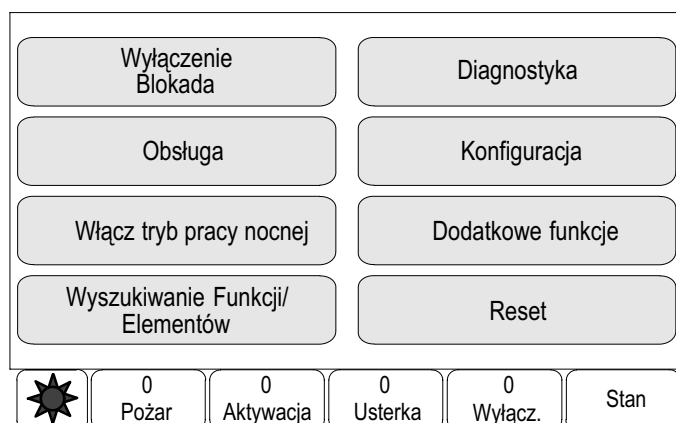 Wyłączenie
Blokada
Diagnostyka
Obsługa
Konfiguracja
Włącz tryb pracy nocnej
Dodatkowe funkcje
Wyszukiwanie Funkcji/
Elementów
Reset
0
Pożar
0
Aktywacja
0
Usterka
0
Wyłącz.
Stan